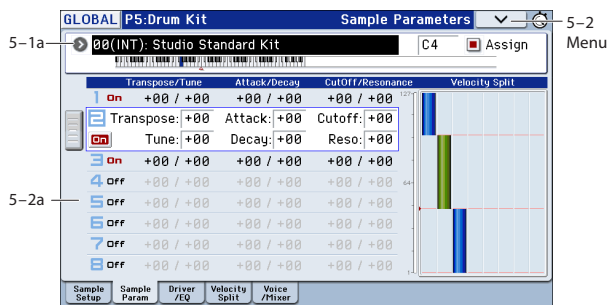 GLOBAL P5:Drum Kit Sample Parameters
5–2
Menu
5–1a
00(INT): Studio Standard Kit C4 Assign
Transpose/Tune Attack/Decay CutOff/Resonance Velocity Split
1 On +00 / +00 +00 / +00 +00 / +00
127
2 Transpose: +00 Attack: +00 Cutoff: +00
On Tune: +00 Decay: +00 Reso: +00
3 On +00 / +00 +00 / +00 +00 / +00
4 Off +00 / +00 +00 / +00 +00 / +00
64
5–2a
5 Off +00 / +00 +00 / +00 +00 / +00
6 Off +00 / +00 +00 / +00 +00 / +00
7 Off +00 / +00 +00 / +00 +00 / +00
8 Off +00 / +00 +00 / +00 +00 / +00
1
Sample Setup
Sample Param
Driver /EQ
Velocity Split
Voice /Mixer